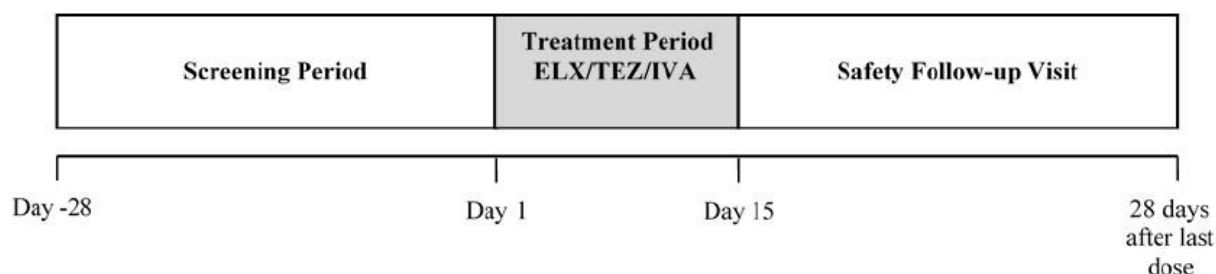 Screening Period
Treatment Period
ELX/TEZ/IVA
Safety Follow-up Visit
Day -28
Day 1
Day 15
28 days
after last
dose